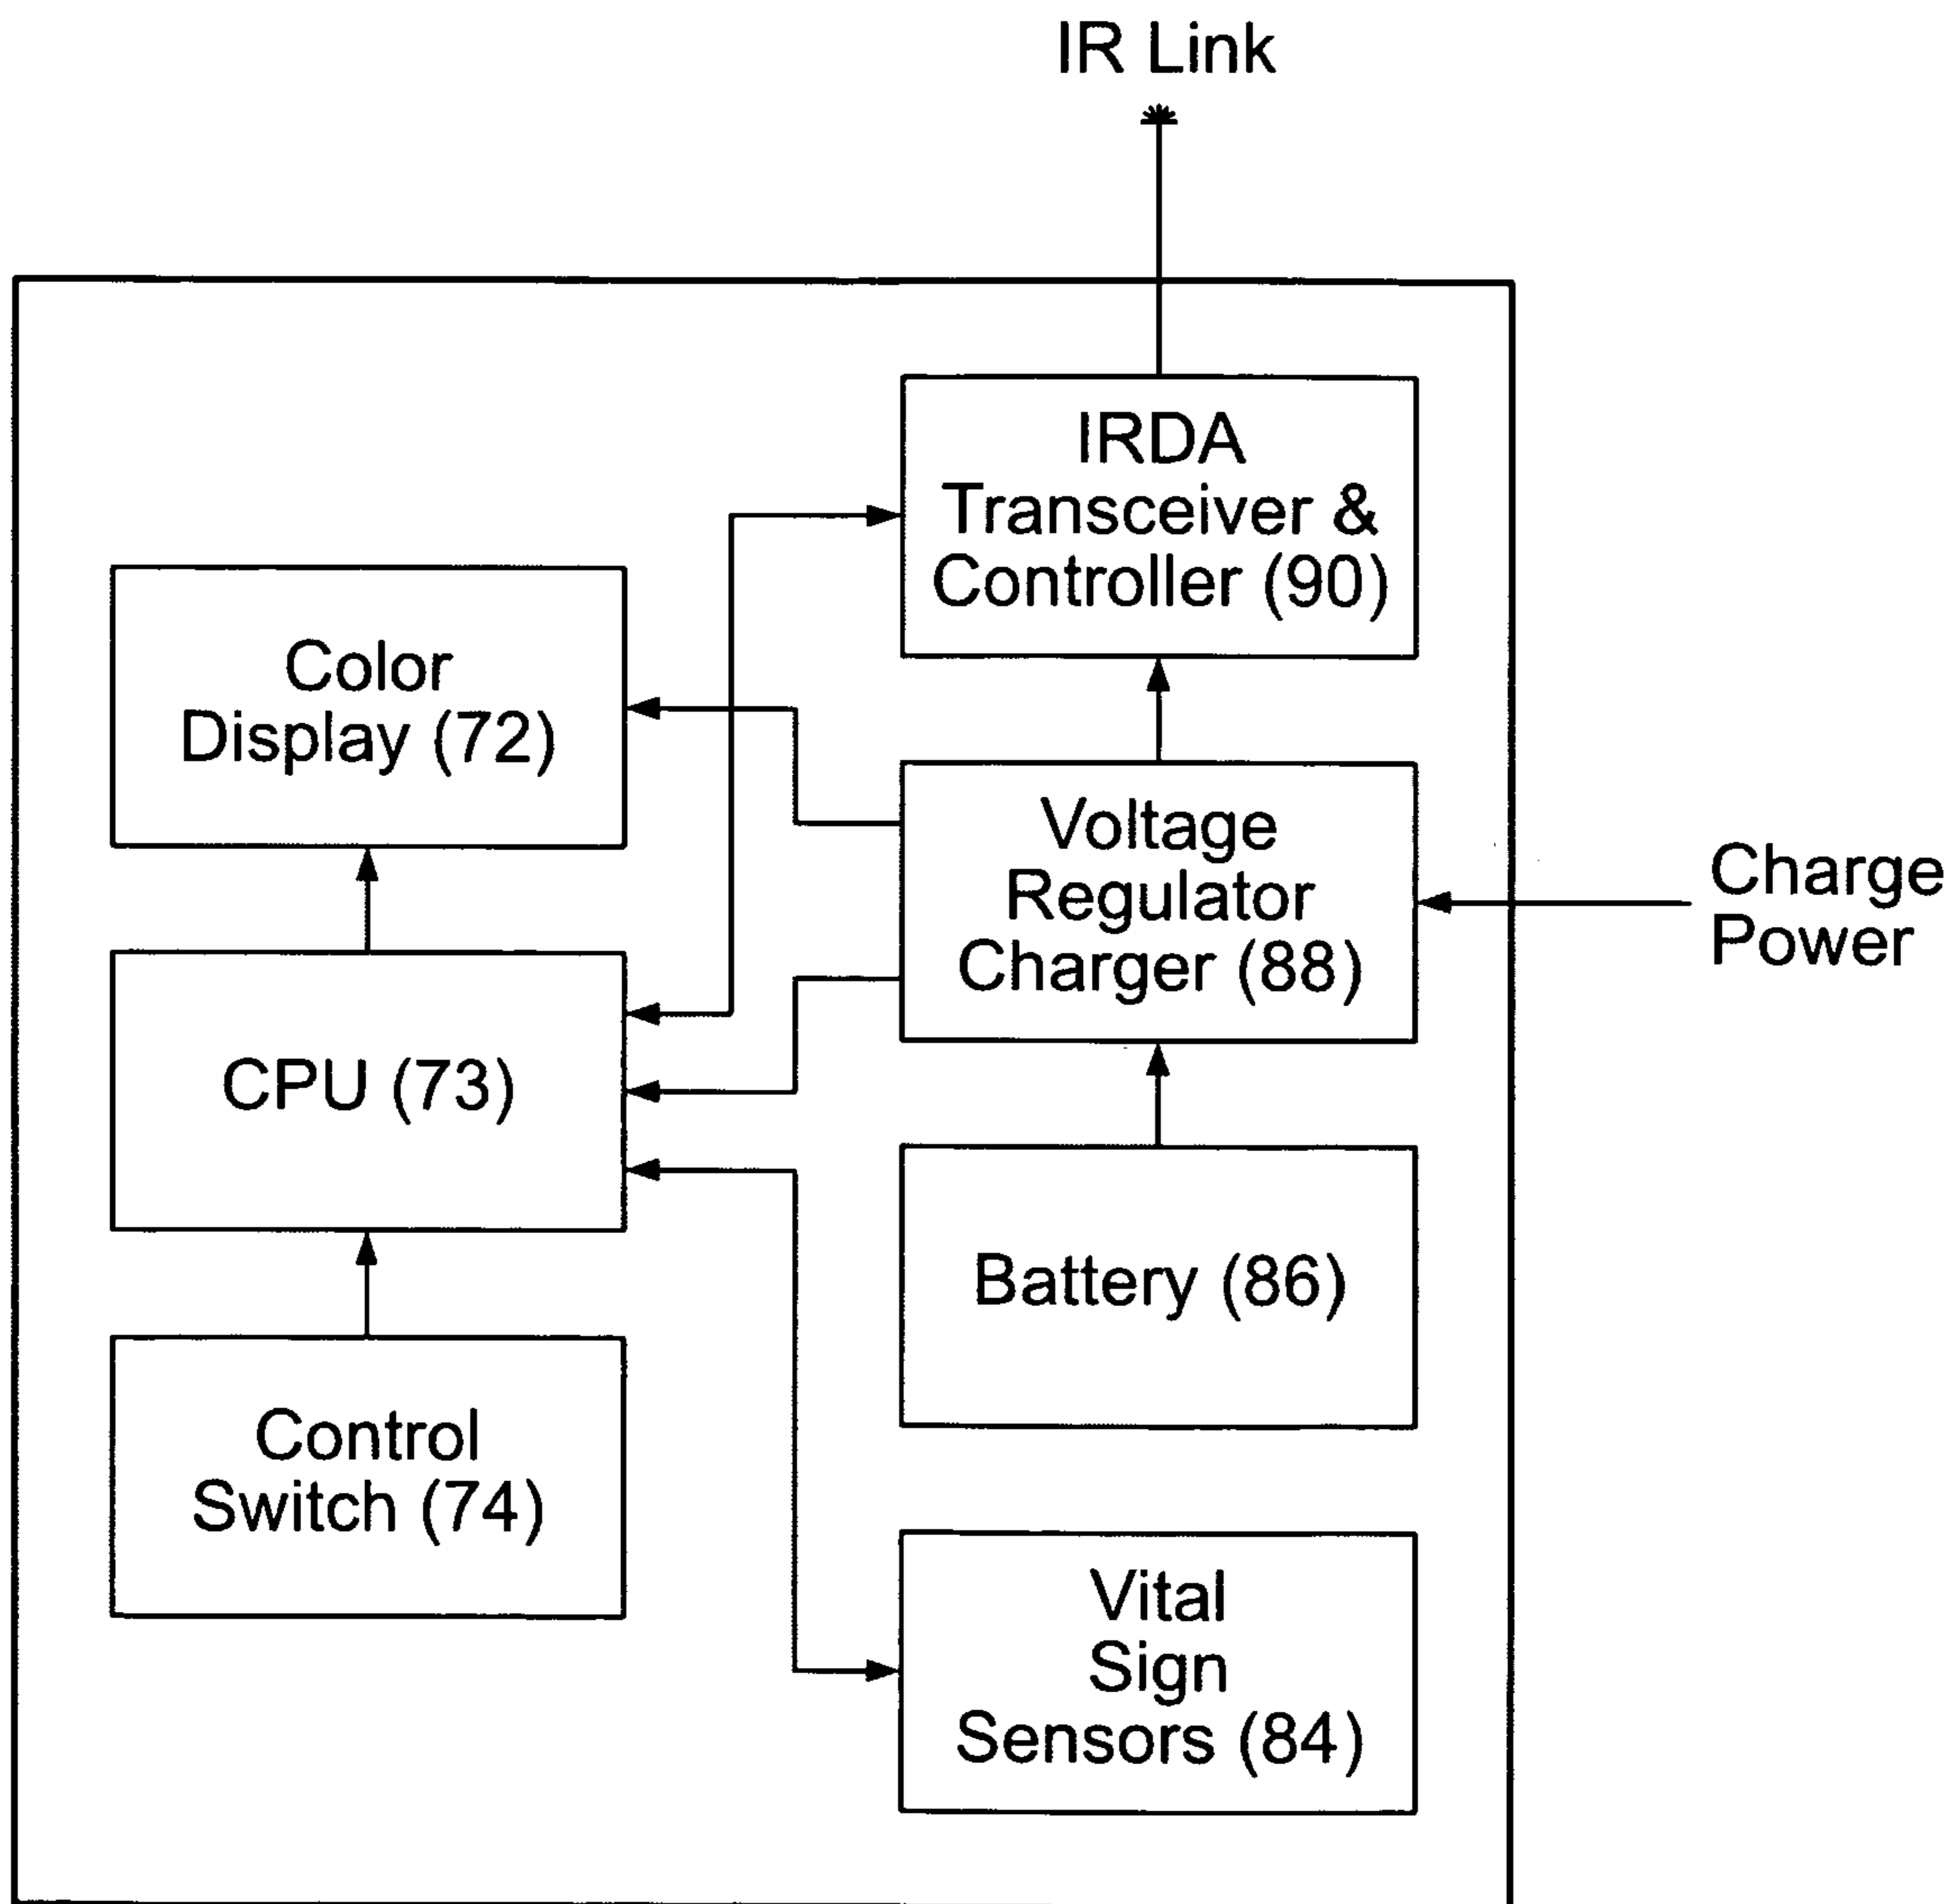 IR Link
IRDA
Transceiver &
Controller (90)
Color
Display (72)
Voltage
Regulator
Charger (88)
Charge
Power
CPU (73)
Battery (86)
Control
Switch (74)
Vital
Sign
Sensors (84)